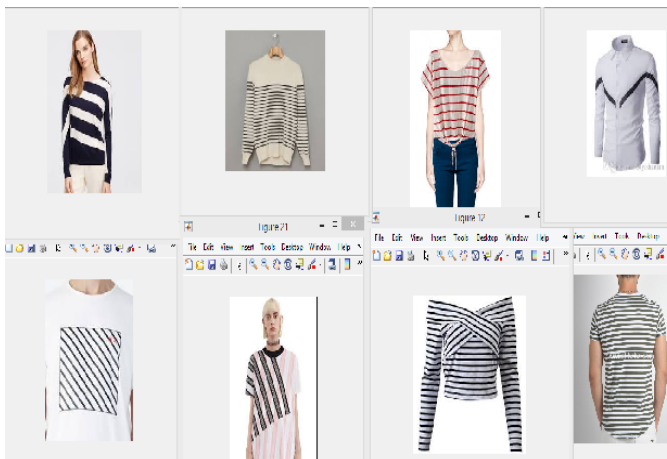 Figure 21
Figure 12
File Edit View Insert Tools Desktop Window Help
File Edit View Insert Tools Desktop Window Help
View Insert Tools Desktop